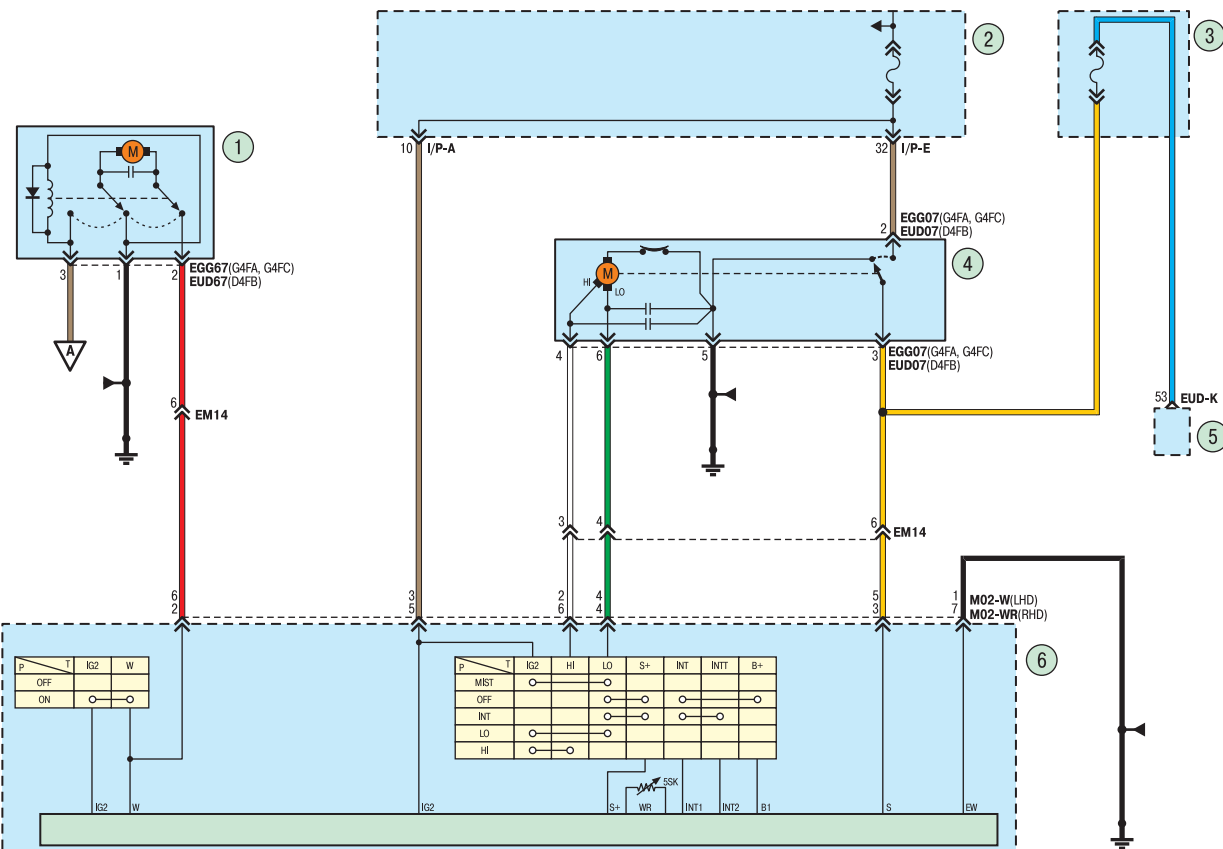 2
3
1
M
10 I/P-A
32 I/P-E
EGG07(G4FA, G4FC)
2 EUD07(D4FB)
4
M
HI
LO
3 1 2 EGG67(G4FA, G4FC)
EUD67(D4FB)
A
4 6 5 3 EGG07(G4FA, G4FC)
EUD07(D4FB)
53 EUD-K
5
6 EM14
3 4 6 EM14
6 3 2 4 5 1 M02-W(LHD)
2 5 6 4 3 7 M02-WR(RHD)
6
P T IG2 W
OFF
ON
P T IG2 HI LO S+ INT INTT B+
MIST
OFF
INT
LO
HI
5SK
IG2 W IG2 S+ WR INT1 INT2 B1 S EW